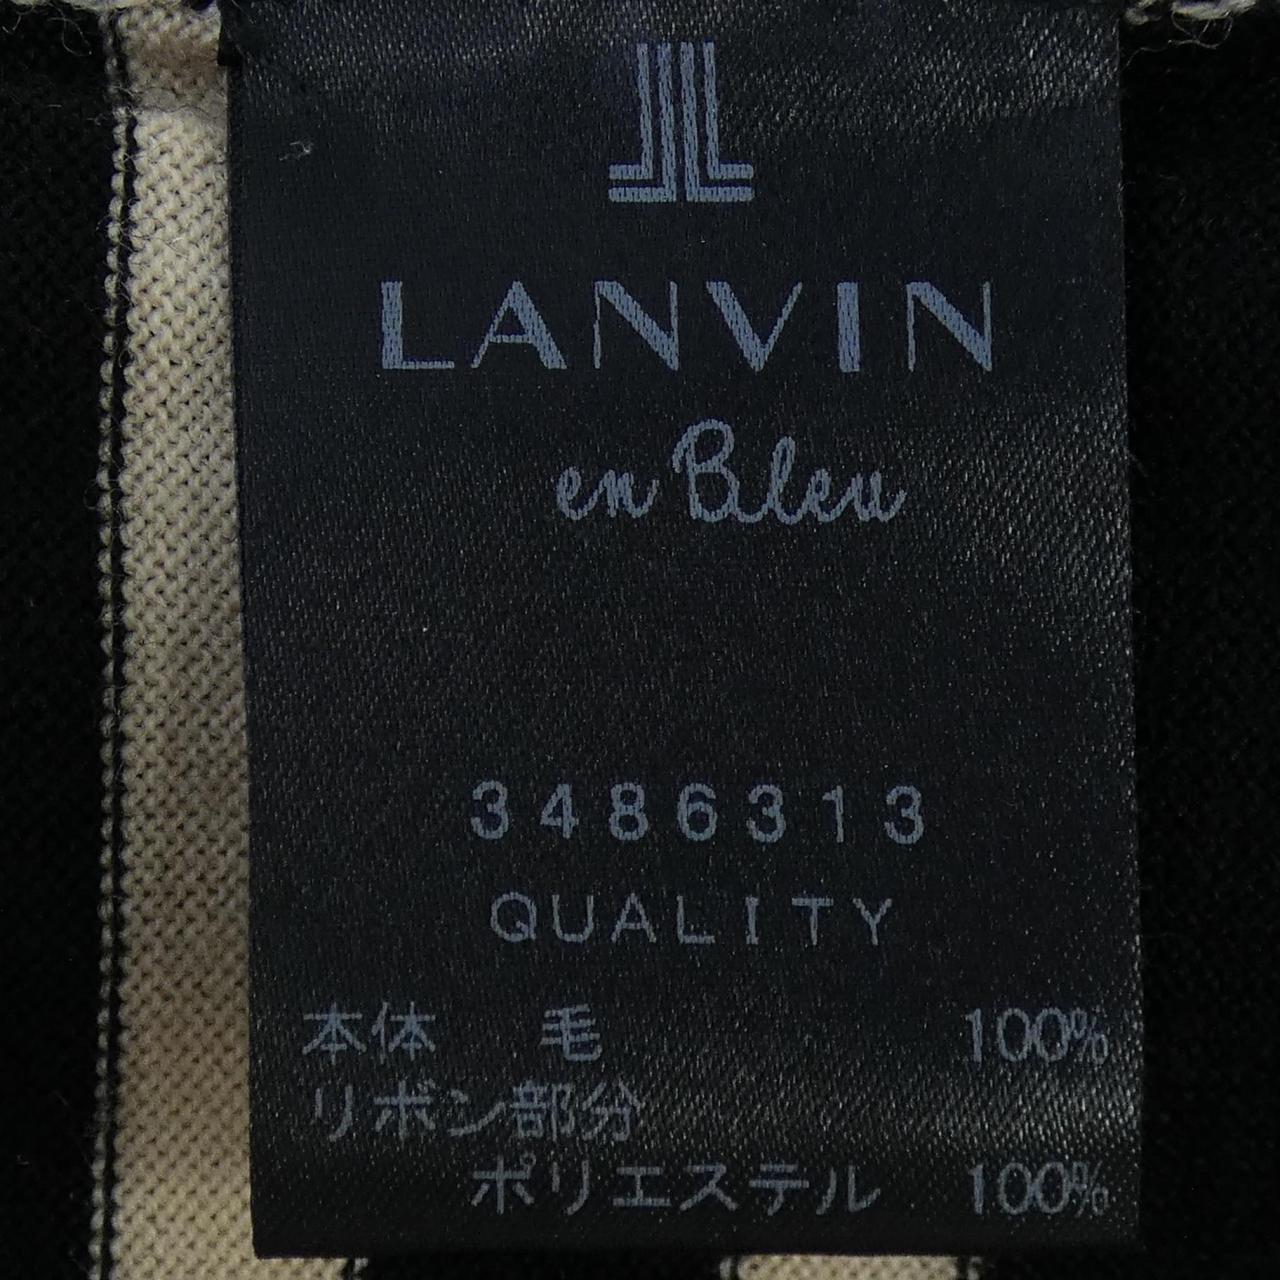 LANVIN
en Bleu
3486313
QUALITY
本体 毛 100%
リボン部分
ポリエステル 100%